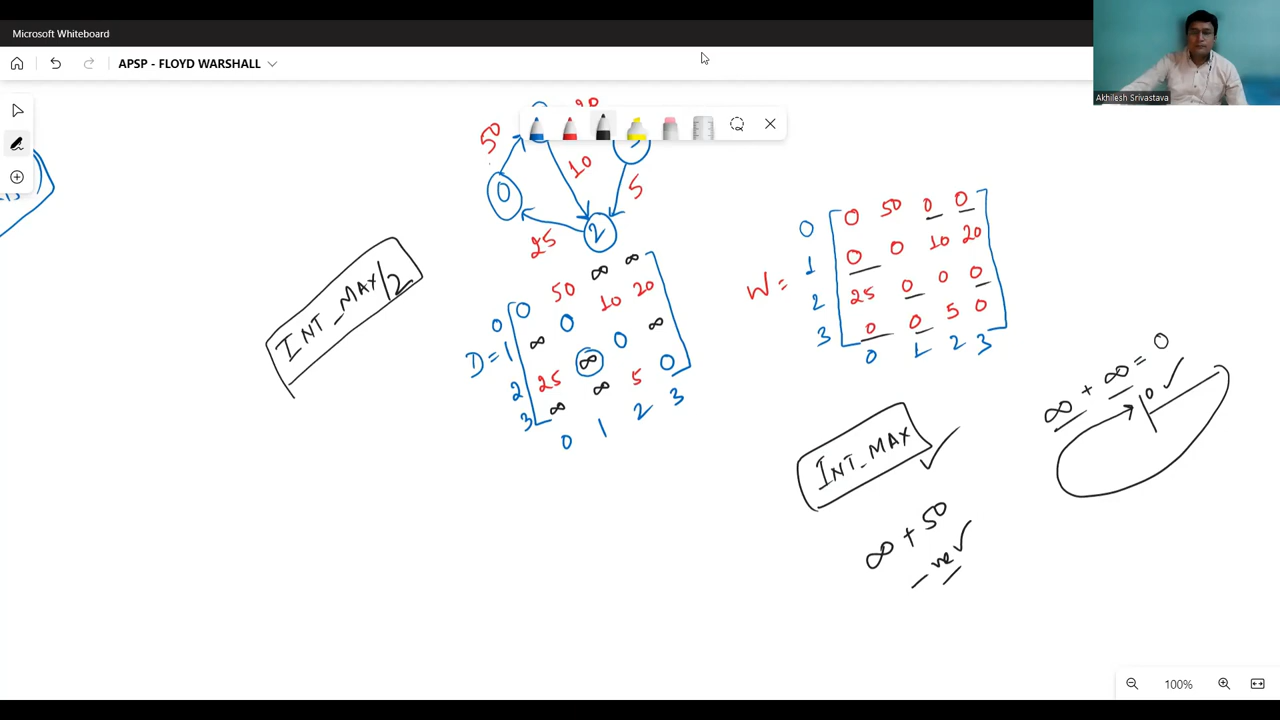 Microsoft Whiteboard
APSP - FLOYD WARSHALL
Akhilesh Srivastava
50
10
0
5
25
2
INT_MAX/2
D =
0 50 ∞ ∞
∞ 0 10 20
25 ∞ 0 ∞
∞ ∞ 5 0
0 1 2 3
0
1
2
3
W =
0 50 0 0
0 0 10 20
25 0 0 0
0 0 5 0
0 1 2 3
0
1
2
3
INT_MAX ✓
∞ + 50
-ve ✓
∞ + ∞ = 0
0 ✓
100%